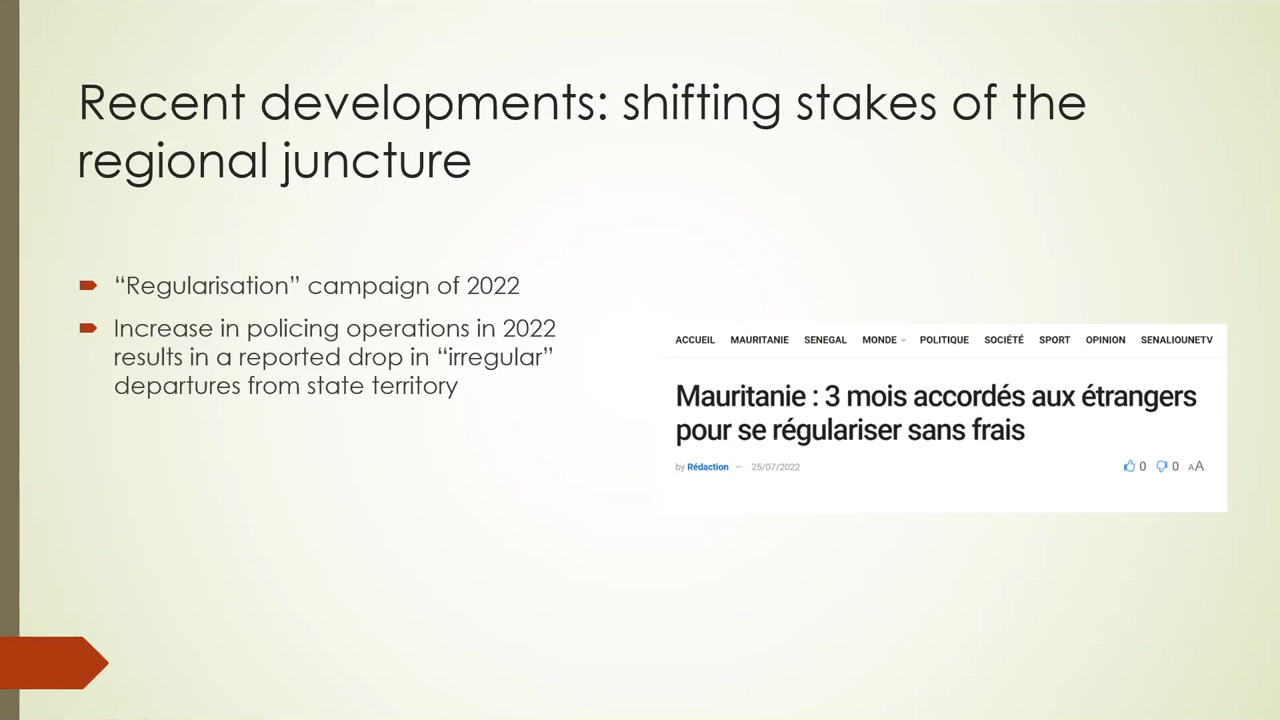 Recent developments: shifting stakes of the
regional juncture
“Regularisation” campaign of 2022
Increase in policing operations in 2022
results in a reported drop in “irregular”
departures from state territory
ACCUEIL MAURITANIE SENEGAL MONDE POLITIQUE SOCIÉTÉ SPORT OPINION SENALIOUNETV
Mauritanie : 3 mois accordés aux étrangers
pour se régulariser sans frais
by Rédaction — 25/07/2022 0 0 AA